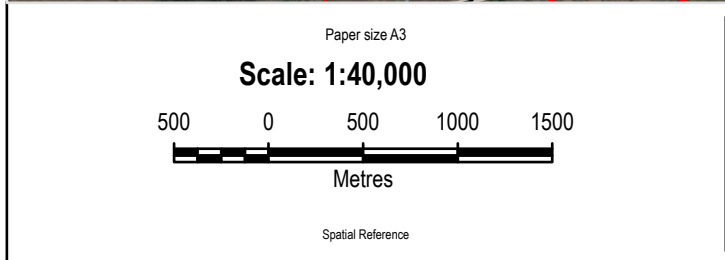 Paper size A3
Scale: 1:40,000
500 0 500 1000 1500
Metres
Spatial Reference